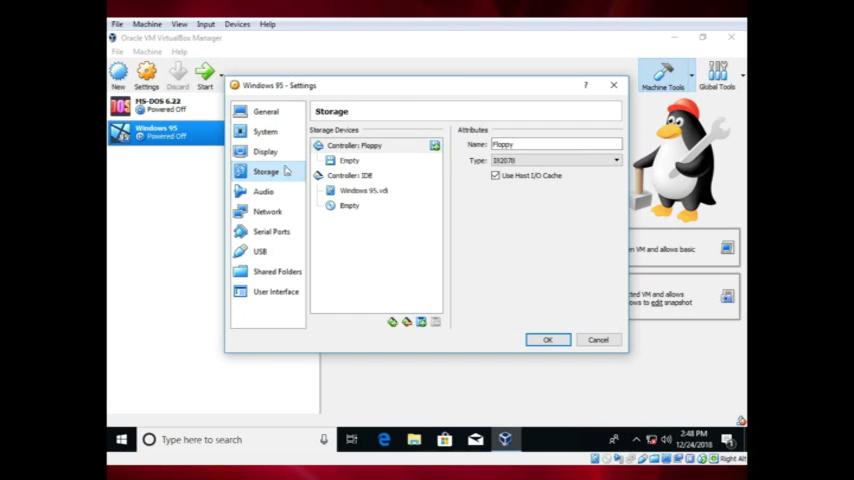 File Machine View Input Devices Help
Oracle VM VirtualBox Manager
File Machine Help
New Settings Discard Start
Machine Tools Global Tools
MS-DOS 6.22
Powered Off
Windows 95
Powered Off
Windows 95 - Settings
?
General
System
Display
Storage
Audio
Network
Serial Ports
USB
Shared Folders
User Interface
Storage
Storage Devices
Controller: Floppy
Empty
Controller: IDE
Windows 95.vdi
Empty
Attributes
Name: Floppy
Type: I82078
Use Host I/O Cache
OK Cancel
n VM and allows basic
ted VM and allows
ows to edit snapshot
Type here to search
2:48 PM
12/24/2018
Right Alt